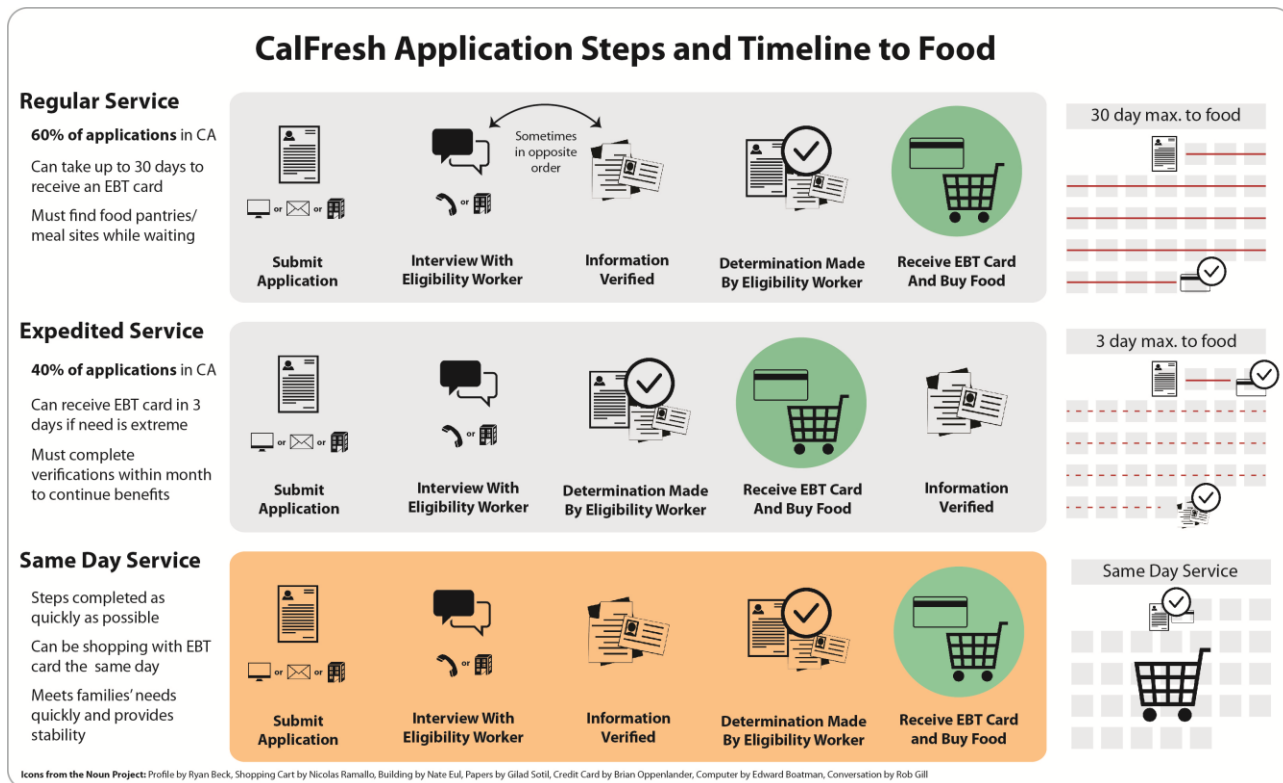 CalFresh Application Steps and Timeline to Food
Regular Service
60% of applications in CA
Can take up to 30 days to
receive an EBT card
Must find food pantries/
meal sites while waiting
or or
Submit
Application
or
Interview With
Eligibility Worker
Sometimes
in opposite
order
Information
Verified
Determination Made
By Eligibility Worker
Receive EBT Card
And Buy Food
30 day max. to food
Expedited Service
40% of applications in CA
Can receive EBT card in 3
days if need is extreme
Must complete
verifications within month
to continue benefits
or or
Submit
Application
or
Interview With
Eligibility Worker
Determination Made
By Eligibility Worker
Receive EBT Card
And Buy Food
Information
Verified
3 day max. to food
Same Day Service
Steps completed as
quickly as possible
Can be shopping with EBT
card the same day
Meets families' needs
quickly and provides
stability
or or
Submit
Application
or
Interview With
Eligibility Worker
Information
Verified
Determination Made
By Eligibility Worker
Receive EBT Card
and Buy Food
Same Day Service
Icons from the Noun Project: Profile by Ryan Beck, Shopping Cart by Nicolas Ramallo, Building by Nate Eul, Papers by Gilad Sotil, Credit Card by Brian Oppenlander, Computer by Edward Boatman, Conversation by Rob Gill